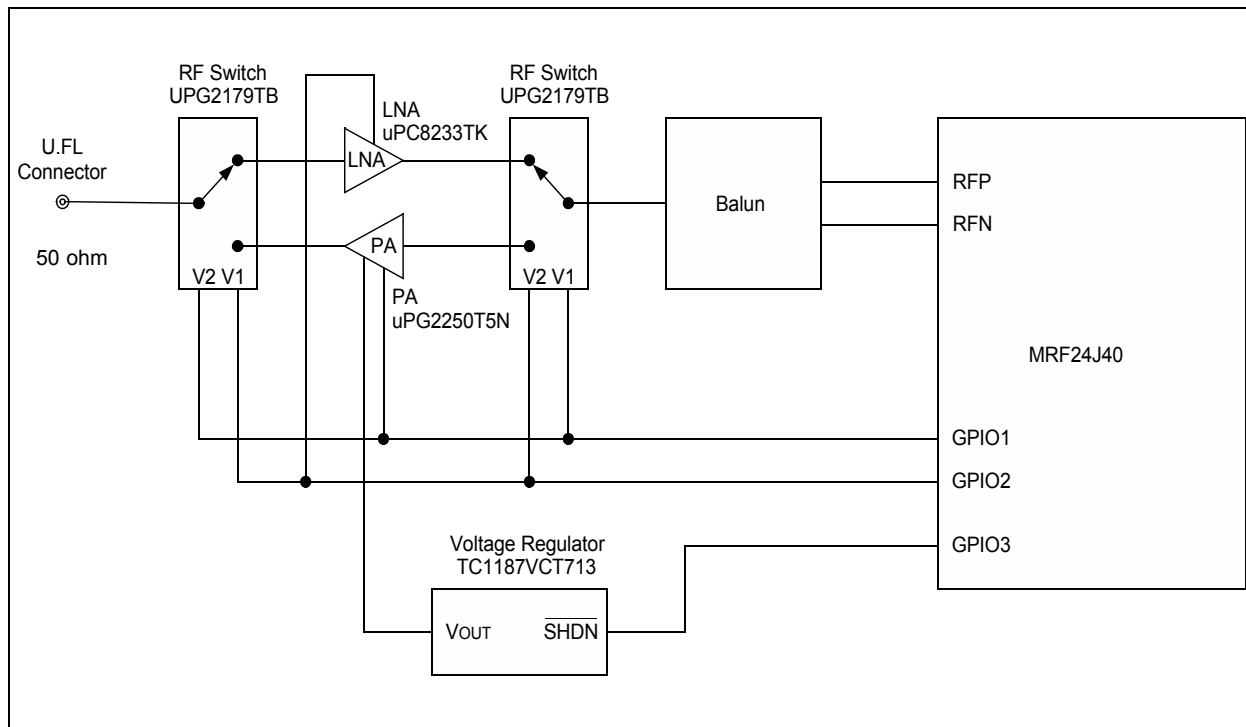 RF Switch
UPG2179TB
RF Switch
UPG2179TB
LNA
uPC8233TK
U.FL
Connector
50 ohm
LNA
PA
V2 V1
V2 V1
PA
uPG2250T5N
Balun
RFP
RFN
MRF24J40
GPIO1
GPIO2
GPIO3
Voltage Regulator
TC1187VCT713
VOUT SHDN